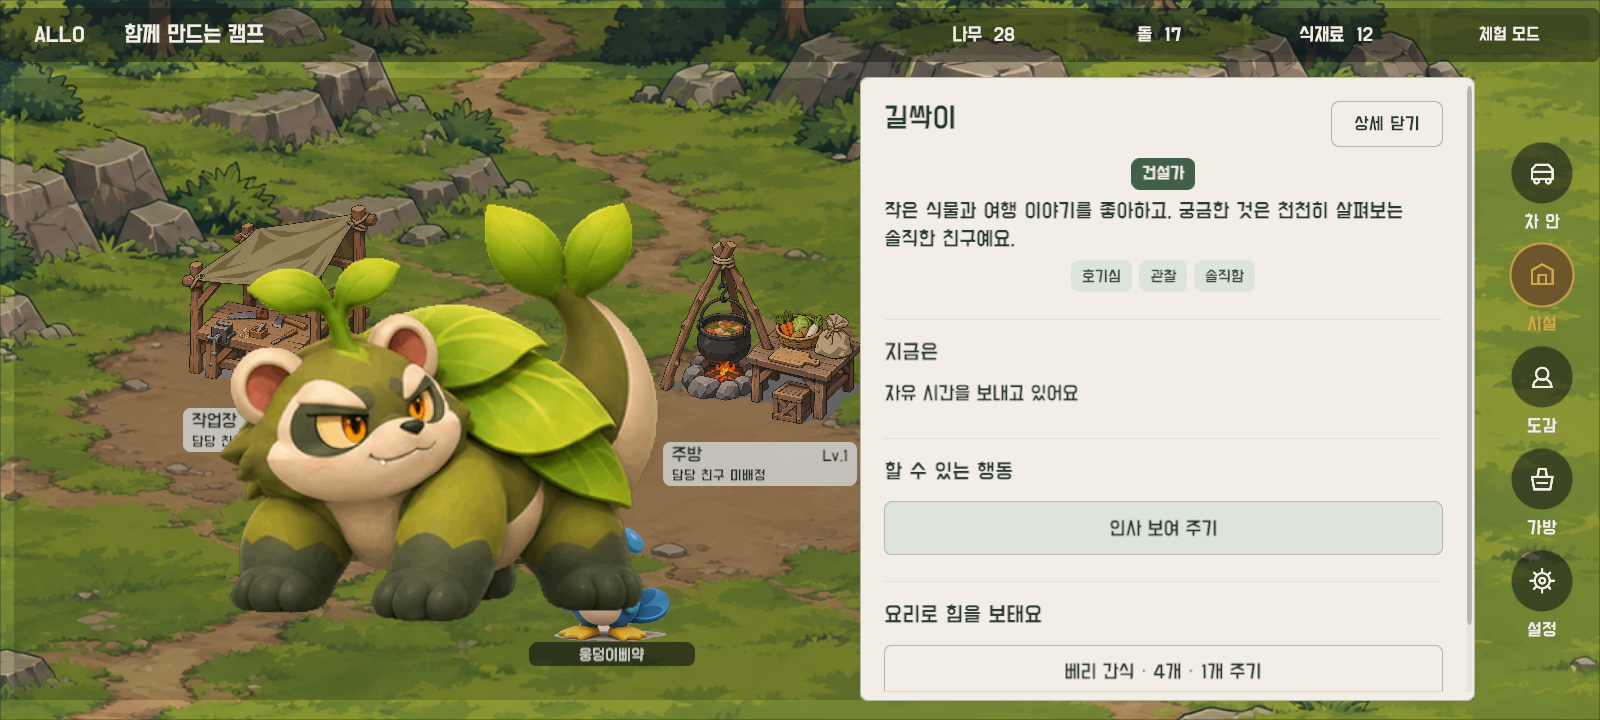 ALLO 함께 만드는 캠프 나무 28 돌 17 식재료 12 체험 모드
길싹이
상세 닫기
건설가
작은 식물과 여행 이야기를 좋아하고, 궁금한 것은 천천히 살펴보는
솔직한 친구예요.
호기심 관찰 솔직함
지금은
자유 시간을 보내고 있어요
할 수 있는 행동
인사 보여 주기
요리로 힘을 보태요
베리 간식 · 4개 · 1개 주기
작업장
담당
주방 Lv.1
담당 친구 미배정
웅덩이삐약
차 안
시설
도감
가방
설정